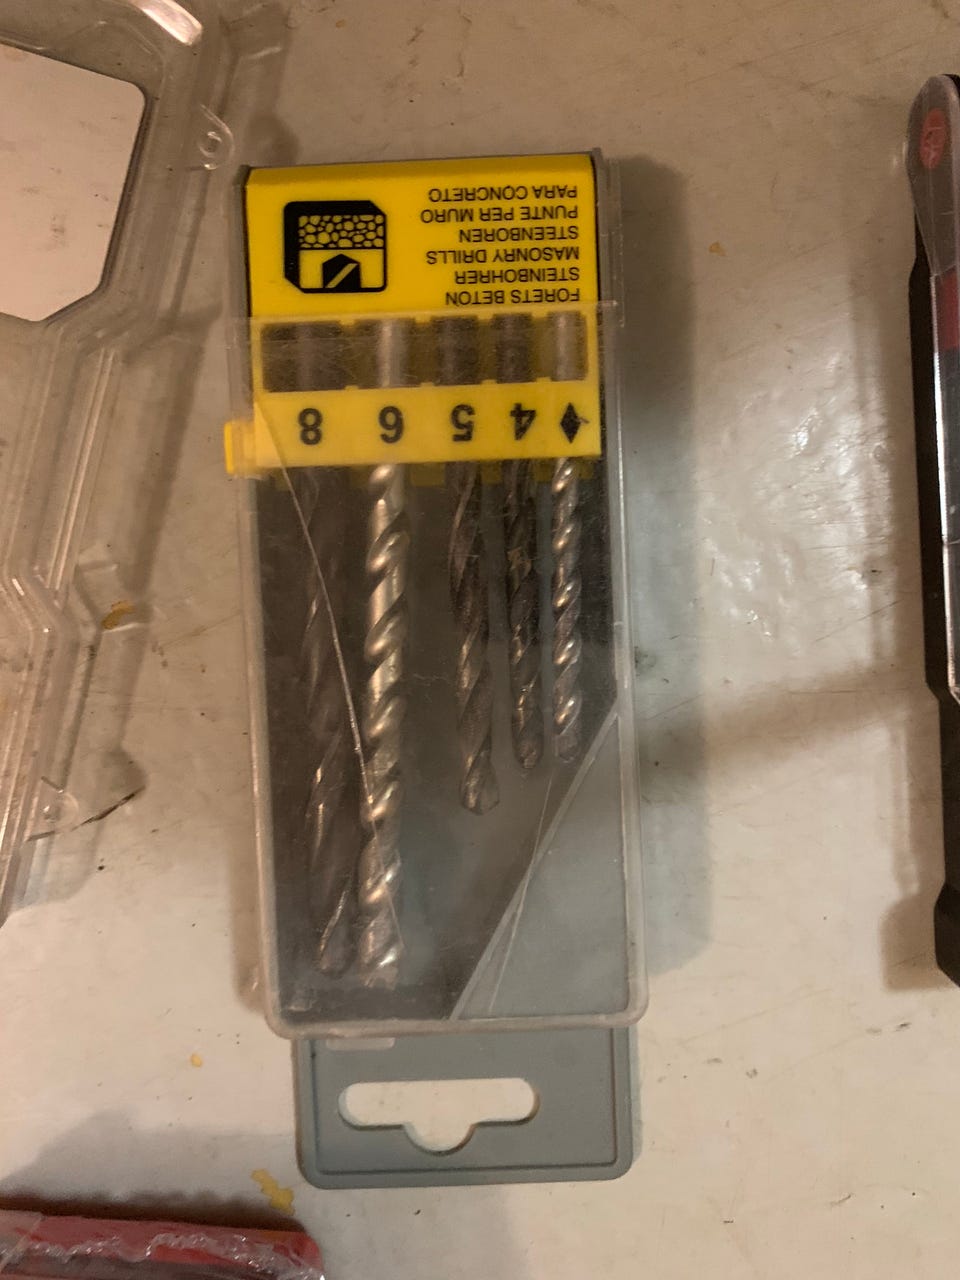 4 5 6 8
FORETS BETON
STEINBOHRER
MASONRY DRILLS
STEENBOREN
PUNTE PER MURO
PARA CONCRETO